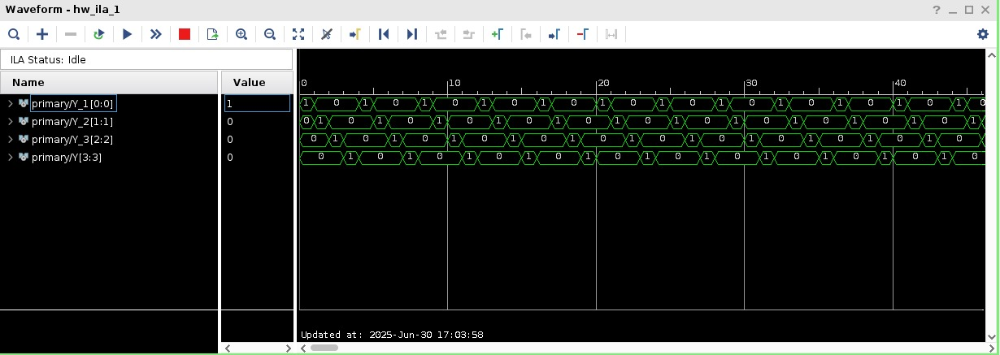 Waveform - hw_ila_1
?
ILA Status: Idle
Name Value
0 10 20 30 40
primary/Y_1[0:0] 1 1 0 1 0 1 0 1 0 1 0 1 0 1 0 1 0 1 0 1 0 1 0 1 0
primary/Y_2[1:1] 0 0 1 0 1 0 1 0 1 0 1 0 1 0 1 0 1 0 1 0 1 0 1 0 1
primary/Y_3[2:2] 0 0 1 0 1 0 1 0 1 0 1 0 1 0 1 0 1 0 1 0 1 0 1 0
primary/Y[3:3] 0 0 1 0 1 0 1 0 1 0 1 0 1 0 1 0 1 0 1 0 1 0 1 0
Updated at: 2025-Jun-30 17:03:58